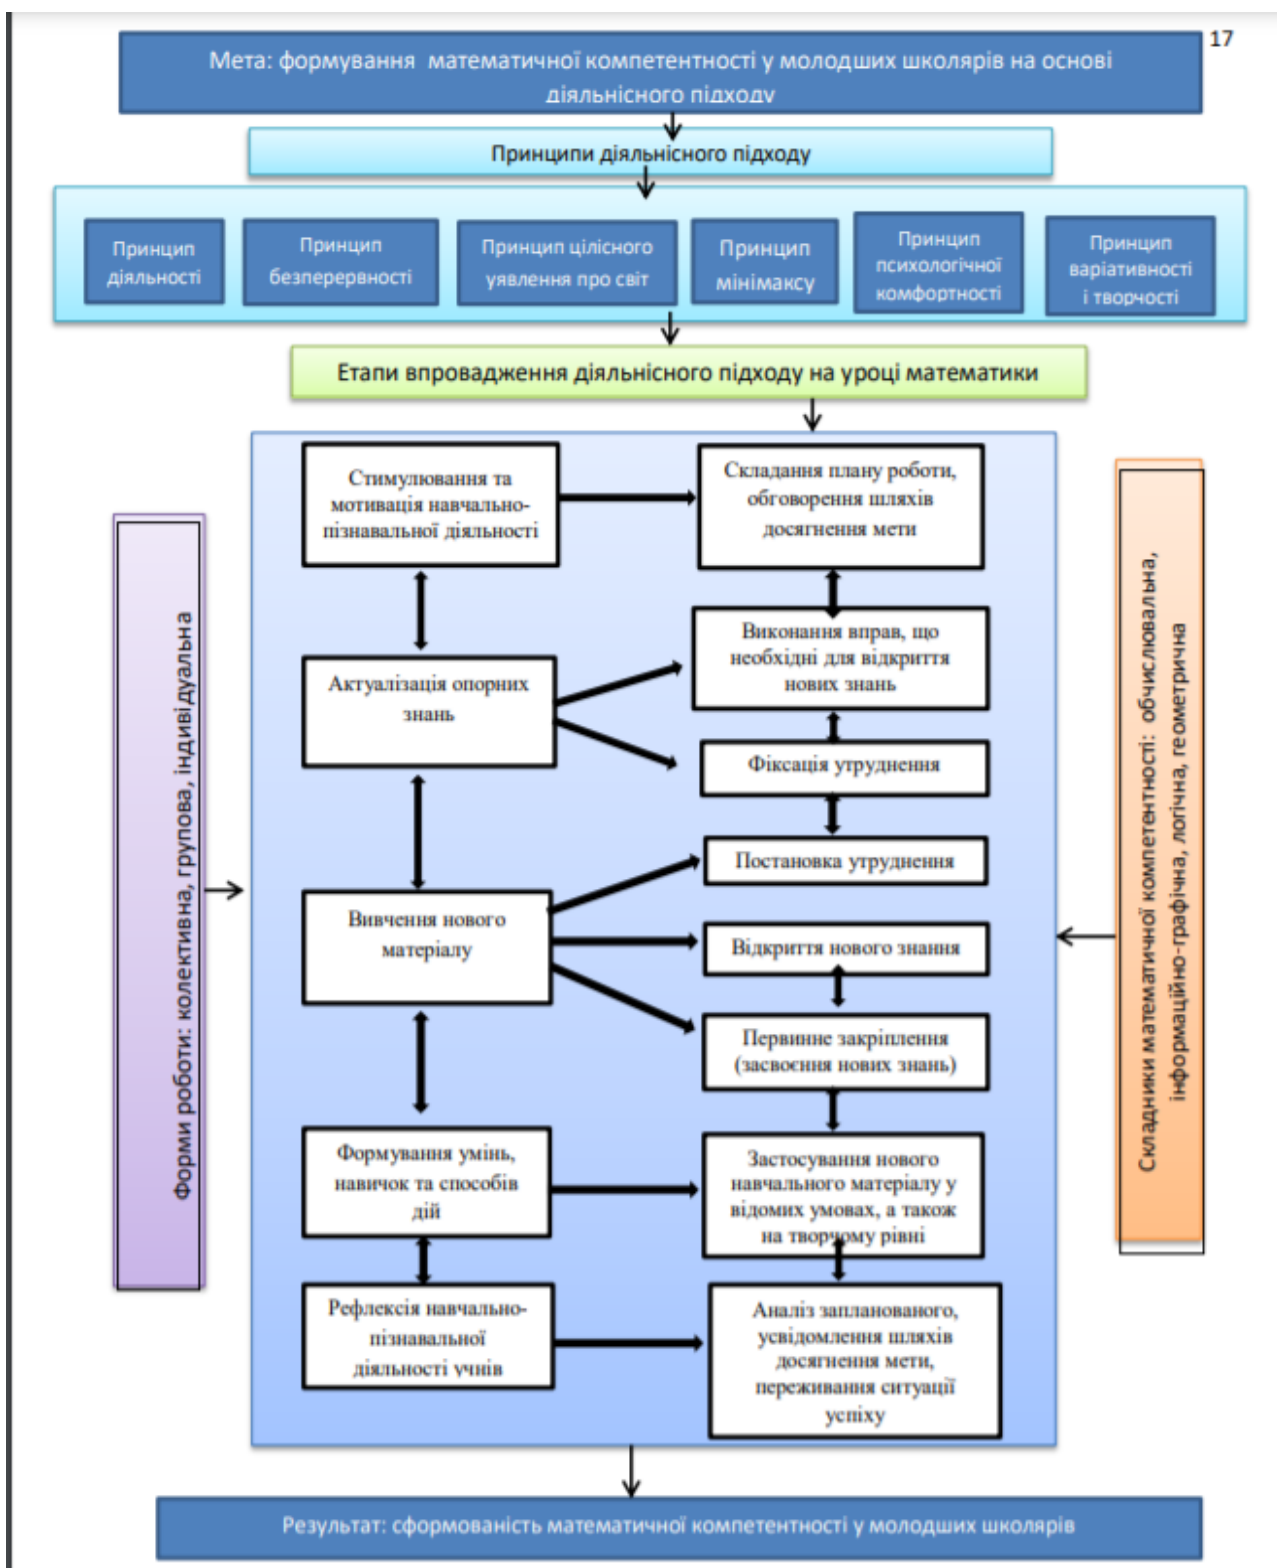 17
Мета: формування математичної компетентності у молодших школярів на основі
діяльнісного підходу
Принципи діяльнісного підходу
Принцип
діяльності
Принцип
безперервності
Принцип цілісного
уявлення про світ
Принцип
мінімаксу
Принцип
психологічної
комфортності
Принцип
варіативності
і творчості
Етапи впровадження діяльнісного підходу на уроці математики
Форми роботи: колективна, групова, індивідуальна
Стимулювання та
мотивація навчально-
пізнавальної діяльності
Складання плану роботи,
обговорення шляхів
досягнення мети
Актуалізація опорних
знань
Виконання вправ, що
необхідні для відкриття
нових знань
Фіксація утруднення
Вивчення нового
матеріалу
Постановка утруднення
Відкриття нового знання
Первинне закріплення
(засвоєння нових знань)
Формування умінь,
навичок та способів
дій
Застосування нового
навчального матеріалу у
відомих умовах, а також
на творчому рівні
Рефлексія навчально-
пізнавальної
діяльності учнів
Аналіз запланованого,
усвідомлення шляхів
досягнення мети,
переживання ситуації
успіху
Складники математичної компетентності: обчислювальна,
інформаційно-графічна, логічна, геометрична
Результат: сформованість математичної компетентності у молодших школярів